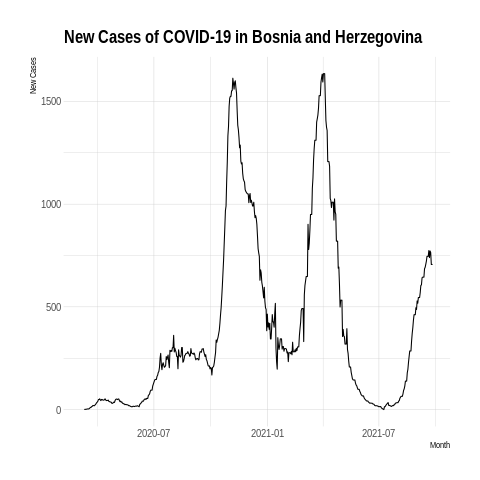 New Cases of COVID-19 in Bosnia and Herzegovina
New Cases
1500
1000
500
0
2020-07
2021-01
2021-07
Month